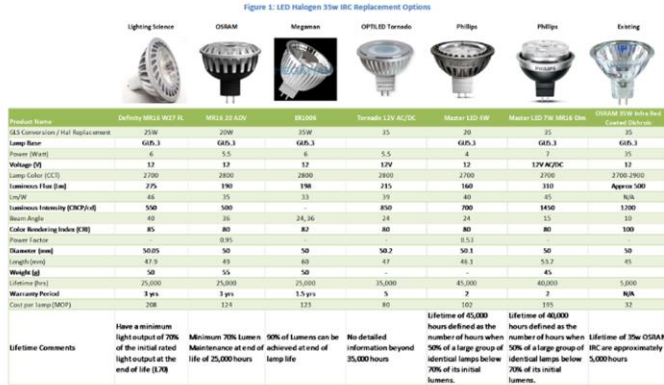 Figure 1: LED Halogen 35w IRC Replacement Options
Lighting Science OSRAM Megaman OPTILED Tornado Phillips Phillips Existing
Product Name Definity MR16 W27 FL MR16 20 ADV ER1006 Tornado 12V AC/DC Master LED 4W Master LED 7W MR16 Dim OSRAM 35W Infra Red
Coated Dichroic
GLS Conversion / Hal Replacement 25W 20W 35W 35 20 35 35
Lamp Base GU5.3 GU5.3 GU5.3 GU5.3 GU5.3 GU5.3
Power (Watt) 6 5.5 6 5.5 4 7 35
Voltage (V) 12 12 12 12V 12 12V AC/DC 12
Lamp Color (CCT) 2700 2800 2800 2800 2700 2700 2700-2900
Luminous Flux (Lm) 275 190 198 215 160 310 Approx 500
Lm/W 46 35 33 39 40 45 N/A
Luminous Intensity (CBCP/cd) 550 500 - 850 700 1450 1200
Beam Angle 40 36 24, 36 24 24 15 10
Color Rendering Index (CRI) 85 80 82 80 80 80 100
Power Factor 0.95 0.53
Diameter (mm) 50.05 50 50 50.2 50.1 50 50
Length (mm) 47.9 49 60 47 46.1 53.7 45
Weight (g) 50 55 50 - - 45
Lifetime (hrs) 25,000 25,000 25,000 35,000 45,000 40,000 5,000
Warranty Period 3 yrs 3 yrs 1.5 yrs 5 2 2 N/A
Cost per lamp (MOP) 208 124 123 80 102 195 32
Lifetime Comments
Have a minimum
light output of 70%
of the initial rated
light output at the
end of life (L70)
Minimum 70% Lumen
Maintenance at end of
life of 25,000 hours
90% of Lumens can be
achieved at end of
lamp life
No detailed
information beyond
35,000 hours
Lifetime of 45,000
hours defined as the
number of hours when
50% of a large group of
identical lamps below
70% of its initial
lumens.
Lifetime of 40,000
hours defined as the
number of hours when
50% of a large group of
identical lamps below
70% of its initial
lumens.
Lifetime of 35w OSRAM
IRC are approximately
5,000 hours